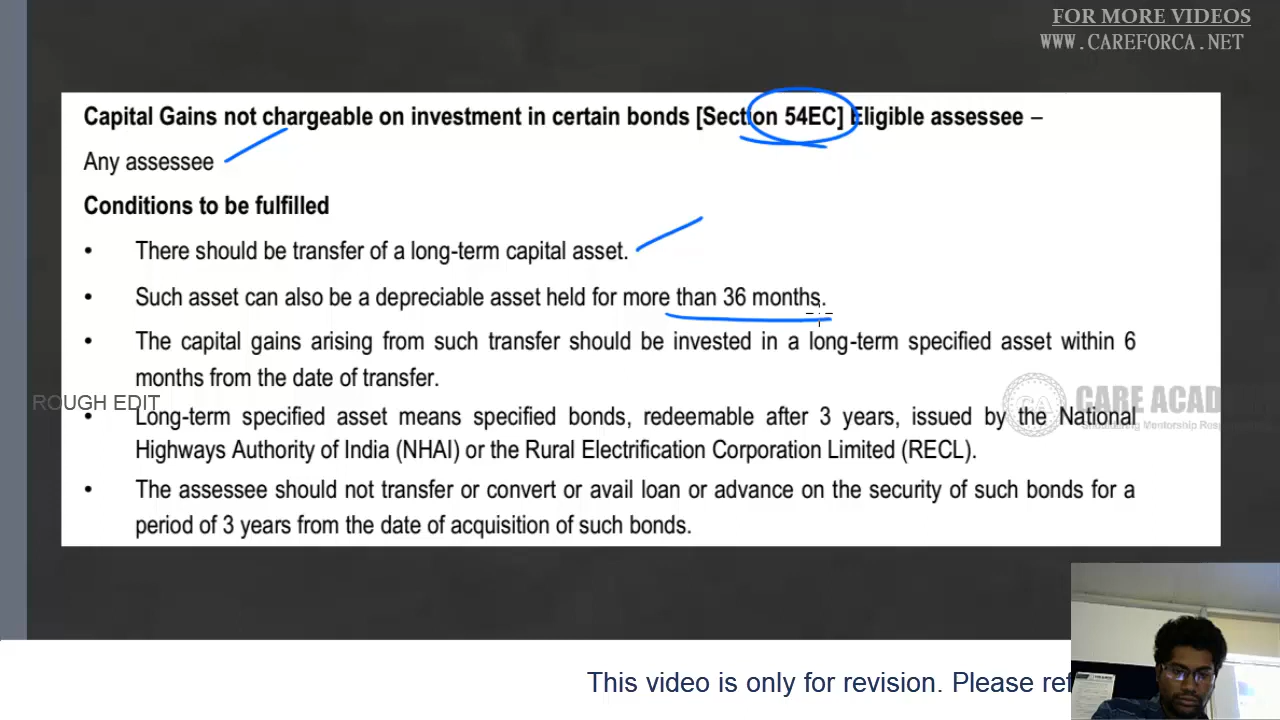 FOR MORE VIDEOS
WWW.CAREFORCA.NET
Capital Gains not chargeable on investment in certain bonds [Section 54EC] Eligible assessee –
Any assessee
Conditions to be fulfilled
• There should be transfer of a long-term capital asset.
• Such asset can also be a depreciable asset held for more than 36 months.
• The capital gains arising from such transfer should be invested in a long-term specified asset within 6
months from the date of transfer.
ROUGH EDIT
CARE ACAD
• Long-term specified asset means specified bonds, redeemable after 3 years, issued by the National
Highways Authority of India (NHAI) or the Rural Electrification Corporation Limited (RECL).
• The assessee should not transfer or convert or avail loan or advance on the security of such bonds for a
period of 3 years from the date of acquisition of such bonds.
This video is only for revision. Please ref